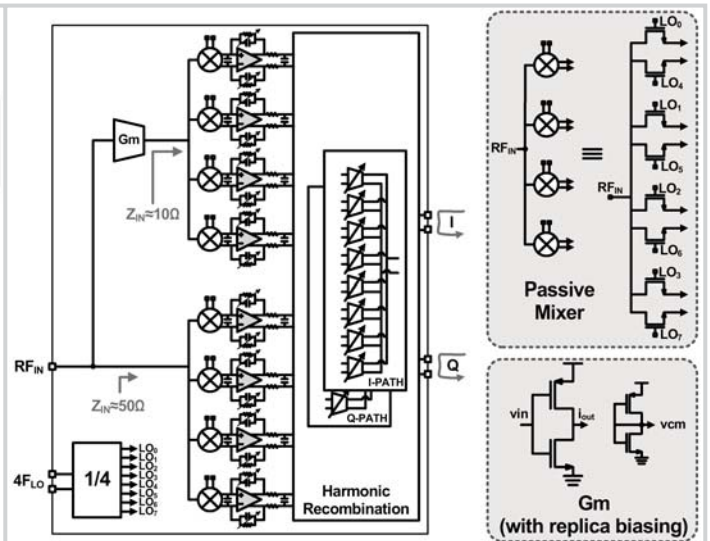 Gm
Z_IN≈10Ω
RF_IN
Z_IN≈50Ω
4F_LO
1/4
LO₀
LO₁
LO₂
LO₃
LO₄
LO₅
LO₆
LO₇
I-PATH
Q-PATH
Harmonic
Recombination
I
Q
RF_IN
≡
RF_IN
LO₀
LO₄
LO₁
LO₅
LO₂
LO₆
LO₃
LO₇
Passive
Mixer
vin
i_out
vcm
Gm
(with replica biasing)